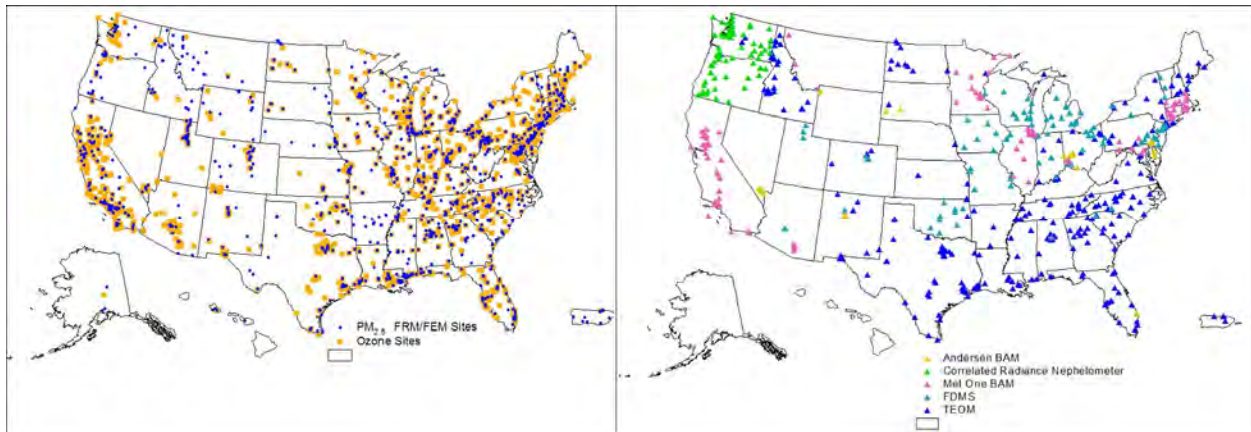 PM2.5 FRM/FEM Sites
Ozone Sites
Andersen BAM
Correlated Radiance Nephelometer
Met One BAM
FDMS
TEOM